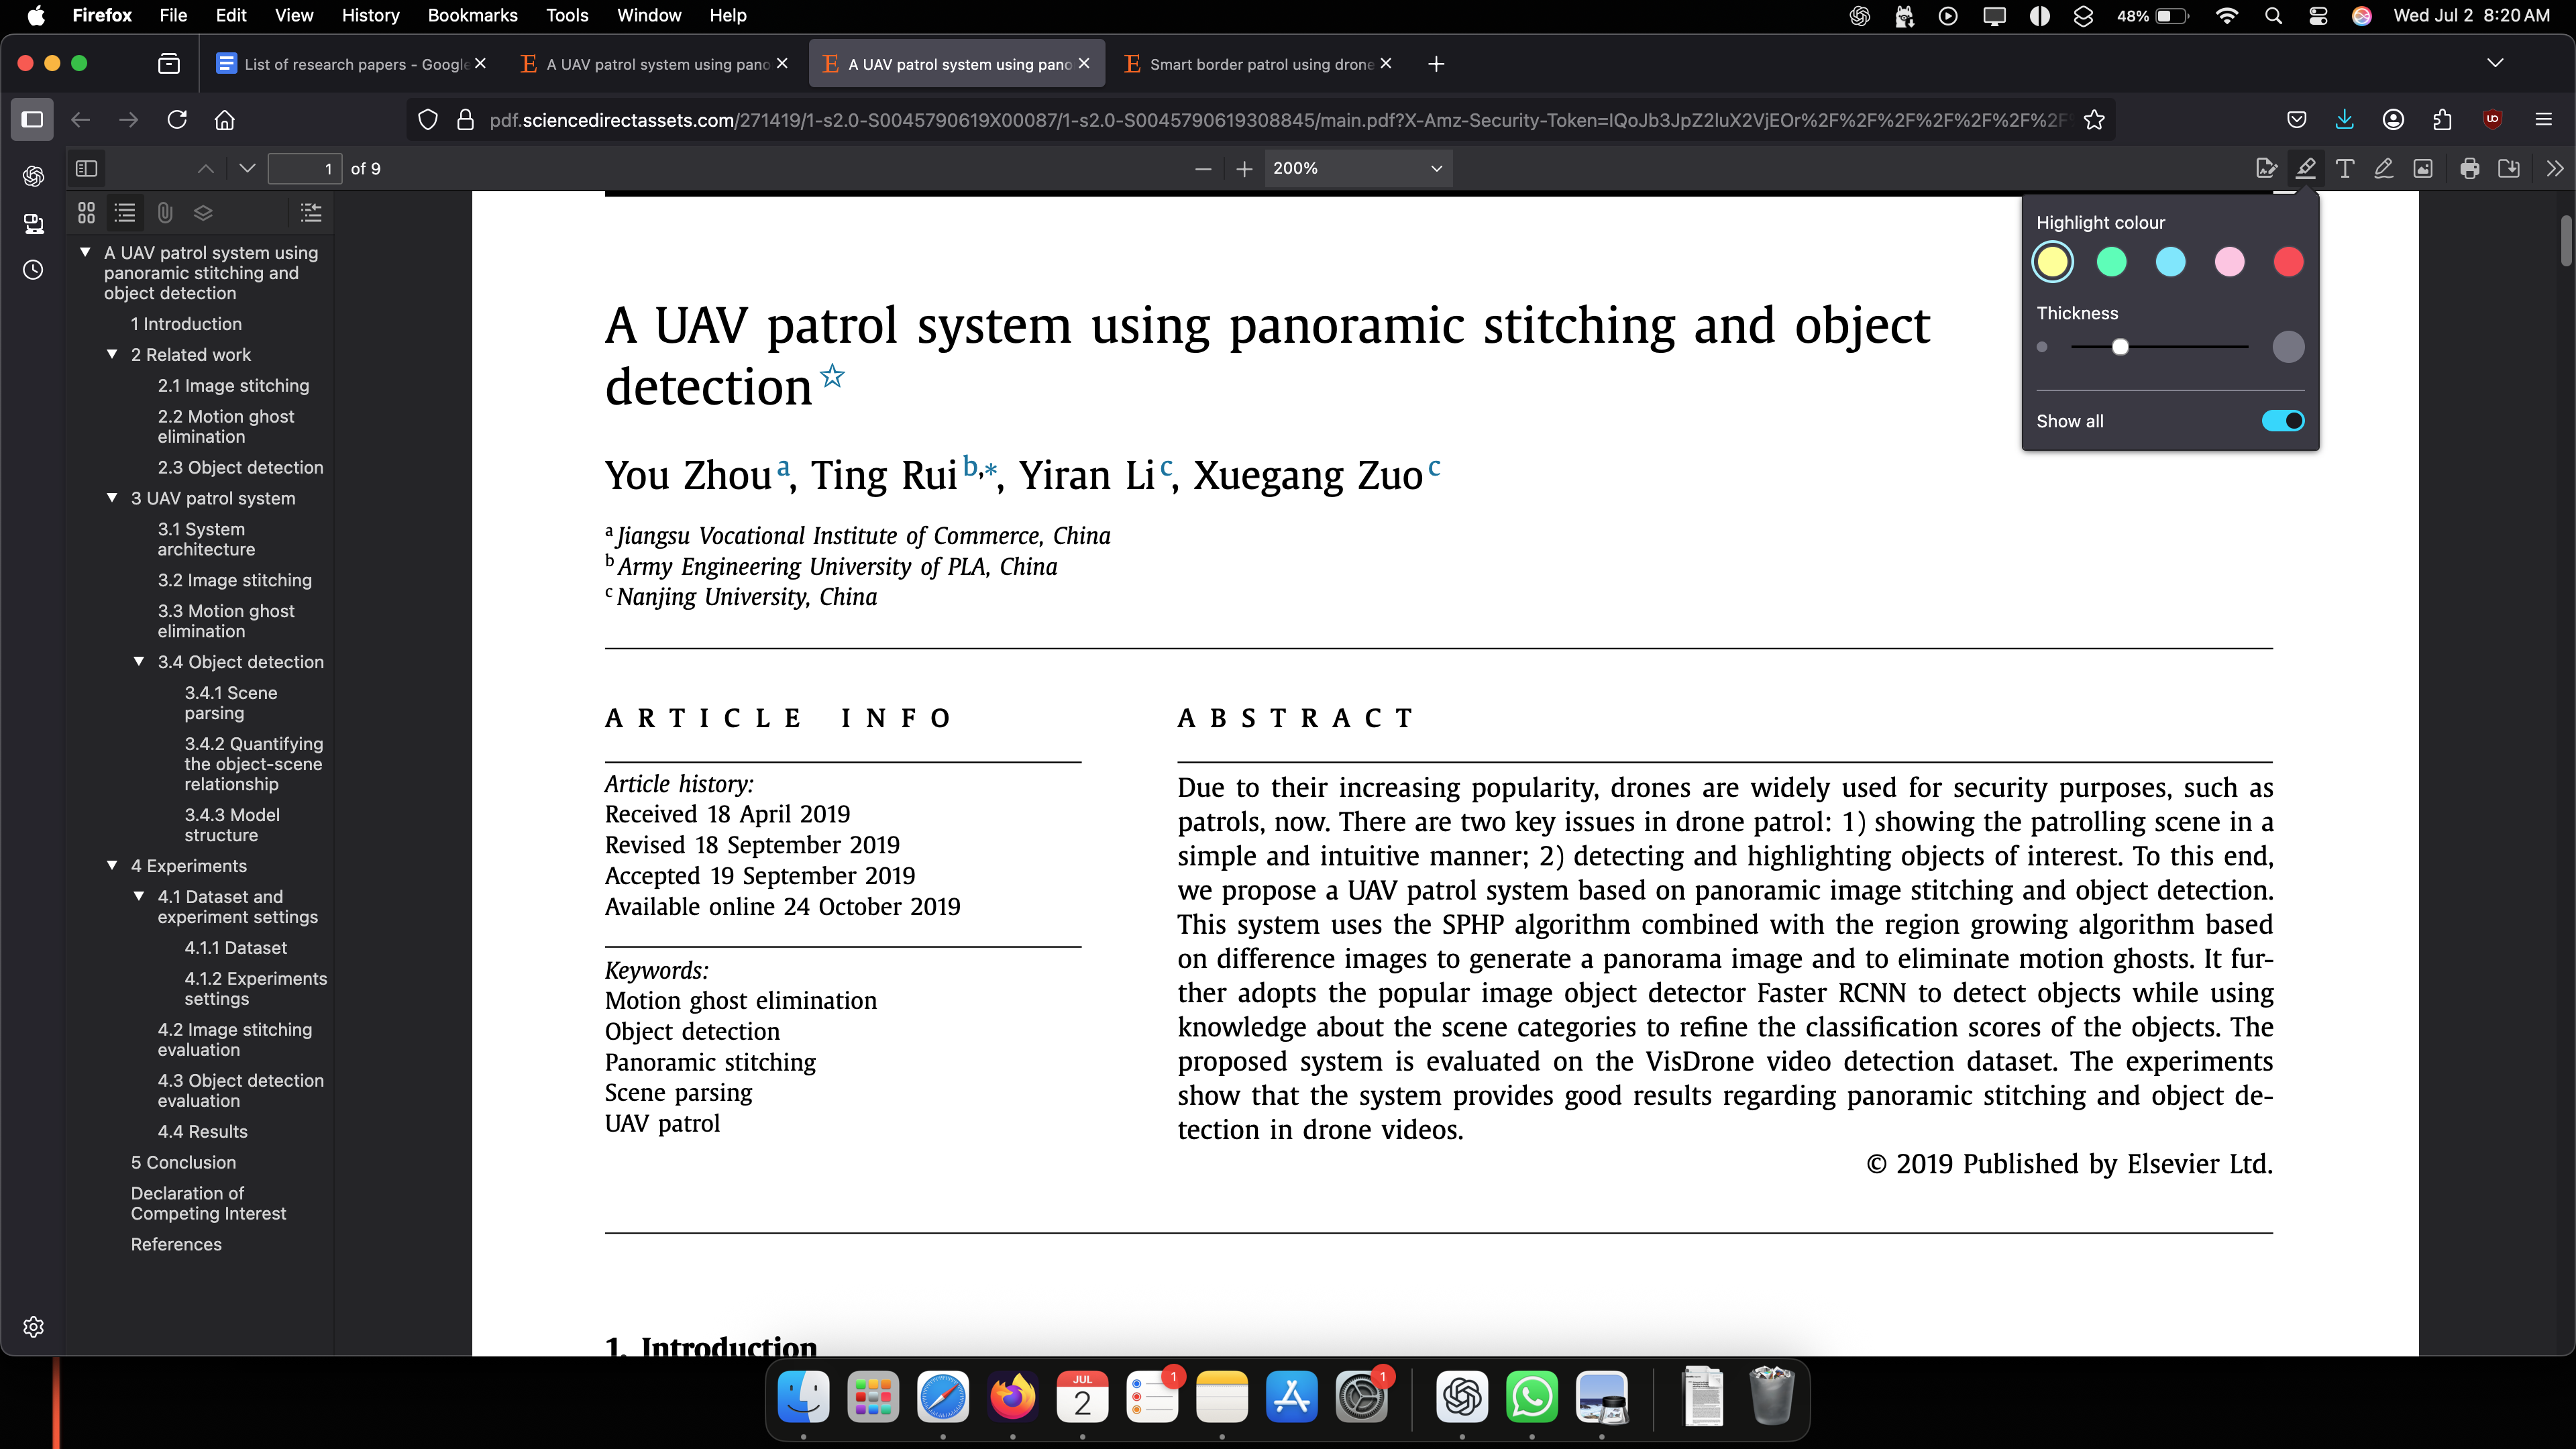 Firefox File Edit View History Bookmarks Tools Window Help 48% Wed Jul 2 8:20 AM
List of research papers - Google
A UAV patrol system using pano
A UAV patrol system using pano
Smart border patrol using drone
pdf.sciencedirectassets.com/271419/1-s2.0-S0045790619X00087/1-s2.0-S0045790619308845/main.pdf?X-Amz-Security-Token=IQoJb3JpZ2luX2VjEOr%2F%2F%2F%2F%2F%2F%2F%2F
1 of 9
200%
A UAV patrol system using
panoramic stitching and
object detection
1 Introduction
2 Related work
2.1 Image stitching
2.2 Motion ghost
elimination
2.3 Object detection
3 UAV patrol system
3.1 System
architecture
3.2 Image stitching
3.3 Motion ghost
elimination
3.4 Object detection
3.4.1 Scene
parsing
3.4.2 Quantifying
the object-scene
relationship
3.4.3 Model
structure
4 Experiments
4.1 Dataset and
experiment settings
4.1.1 Dataset
4.1.2 Experiments
settings
4.2 Image stitching
evaluation
4.3 Object detection
evaluation
4.4 Results
5 Conclusion
Declaration of
Competing Interest
References
Highlight colour
Thickness
Show all
A UAV patrol system using panoramic stitching and object
detection☆
You Zhou a, Ting Rui b,*, Yiran Li c, Xuegang Zuo c
a Jiangsu Vocational Institute of Commerce, China
b Army Engineering University of PLA, China
c Nanjing University, China
ARTICLE INFO
Article history:
Received 18 April 2019
Revised 18 September 2019
Accepted 19 September 2019
Available online 24 October 2019
Keywords:
Motion ghost elimination
Object detection
Panoramic stitching
Scene parsing
UAV patrol
ABSTRACT
Due to their increasing popularity, drones are widely used for security purposes, such as
patrols, now. There are two key issues in drone patrol: 1) showing the patrolling scene in a
simple and intuitive manner; 2) detecting and highlighting objects of interest. To this end,
we propose a UAV patrol system based on panoramic image stitching and object detection.
This system uses the SPHP algorithm combined with the region growing algorithm based
on difference images to generate a panorama image and to eliminate motion ghosts. It fur-
ther adopts the popular image object detector Faster RCNN to detect objects while using
knowledge about the scene categories to refine the classification scores of the objects. The
proposed system is evaluated on the VisDrone video detection dataset. The experiments
show that the system provides good results regarding panoramic stitching and object de-
tection in drone videos.
© 2019 Published by Elsevier Ltd.
1. Introduction
JUL
2
1
1